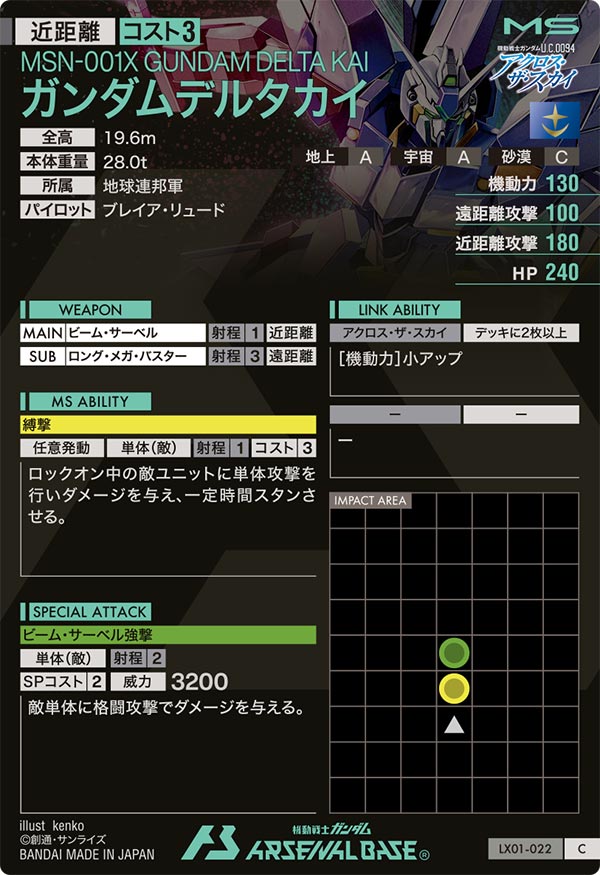 近距離 コスト3
MS
MSN-001X GUNDAM DELTA KAI
ガンダムデルタカイ
機動戦士ガンダムU.C.0094
アクロス・ザ・スカイ
全高 19.6m
本体重量 28.0t
所属 地球連邦軍
パイロット ブレイア・リュード
地上 A 宇宙 A 砂漠 C
機動力 130
遠距離攻撃 100
近距離攻撃 180
HP 240
WEAPON
MAIN ビーム・サーベル 射程 1 近距離
SUB ロング・メガ・バスター 射程 3 遠距離
MS ABILITY
縛撃
任意発動 単体(敵) 射程 1 コスト 3
ロックオン中の敵ユニットに単体攻撃を
行いダメージを与え、一定時間スタンさ
せる。
SPECIAL ATTACK
ビーム・サーベル強撃
単体(敵) 射程 2
SPコスト 2 威力 3200
敵単体に格闘攻撃でダメージを与える。
LINK ABILITY
アクロス・ザ・スカイ デッキに2枚以上
[機動力]小アップ
— —
—
IMPACT AREA
illust kenko
©創通・サンライズ
BANDAI MADE IN JAPAN
機動戦士ガンダム
AB ARSENAL BASE®
LX01-022 C